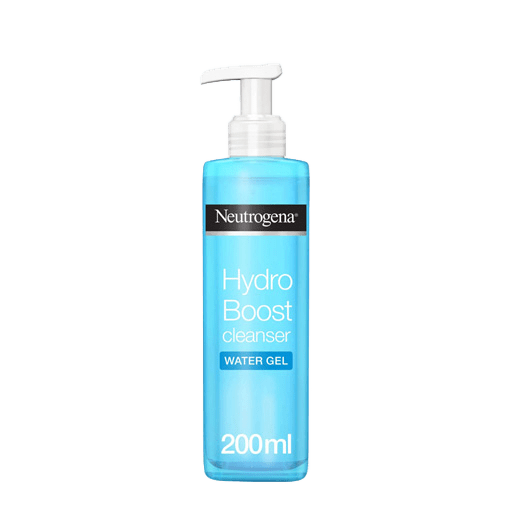 Neutrogena®
Hydro
Boost
cleanser
WATER GEL
200ml